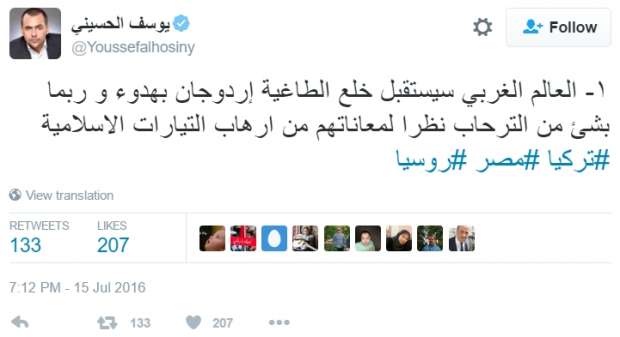 يوسف الحسيني
@Youssefalhosiny
Follow
١- العالم الغربي سيستقبل خلع الطاغية إردوجان بهدوء و ربما
بشئ من الترحاب نظرا لمعاناتهم من ارهاب التيارات الاسلامية
#تركيا #مصر #روسيا
View translation
RETWEETS LIKES
133 207
7:12 PM - 15 Jul 2016
133 207